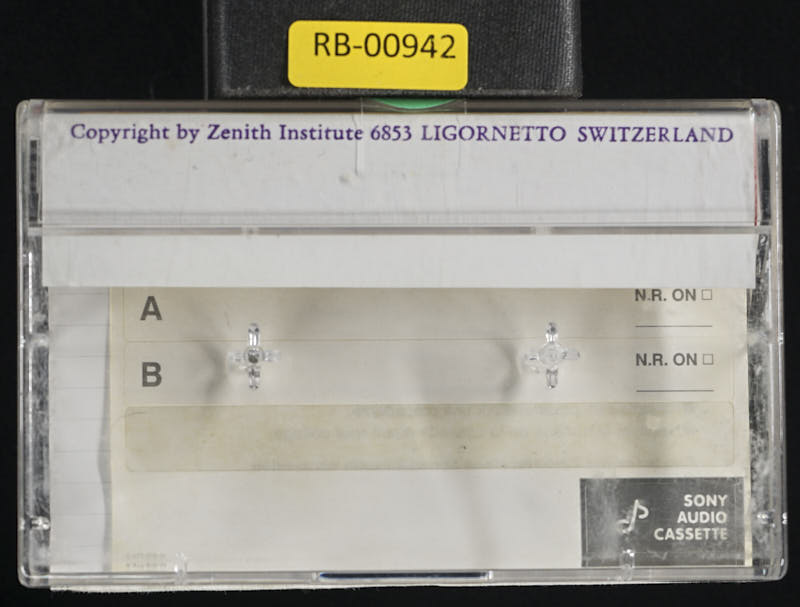 RB-00942
Copyright by Zenith Institute 6853 LIGORNETTO SWITZERLAND
A
N.R. ON □
B
N.R. ON □
SONY
AUDIO
CASSETTE